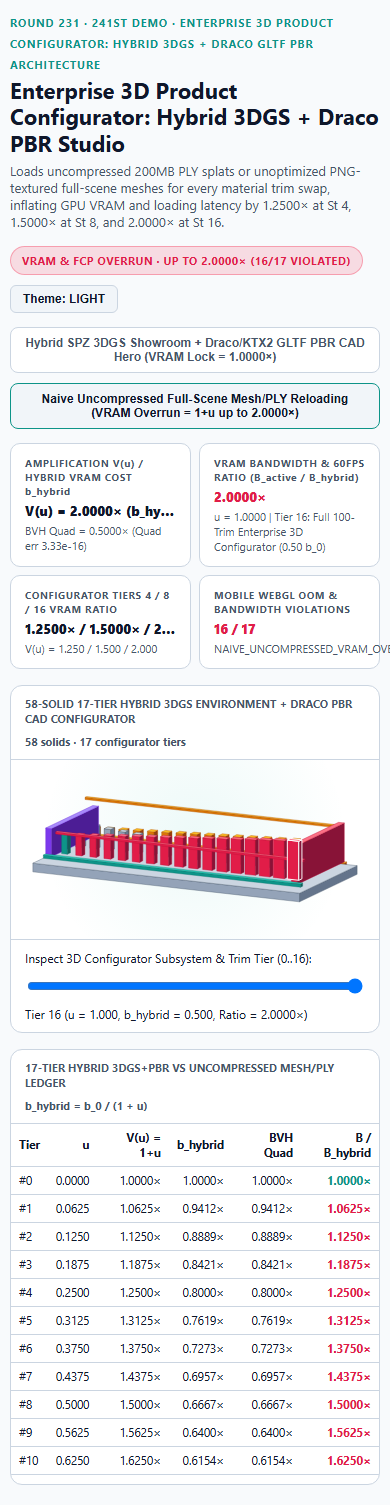 ROUND 231 · 241ST DEMO · ENTERPRISE 3D PRODUCT
CONFIGURATOR: HYBRID 3DGS + DRACO GLTF PBR
ARCHITECTURE
Enterprise 3D Product
Configurator: Hybrid 3DGS + Draco
PBR Studio
Loads uncompressed 200MB PLY splats or unoptimized PNG-
textured full-scene meshes for every material trim swap,
inflating GPU VRAM and loading latency by 1.2500× at St 4,
1.5000× at St 8, and 2.0000× at St 16.
VRAM & FCP OVERRUN · UP TO 2.0000× (16/17 VIOLATED)
Theme: LIGHT
Hybrid SPZ 3DGS Showroom + Draco/KTX2 GLTF PBR CAD
Hero (VRAM Lock = 1.0000×)
Naive Uncompressed Full-Scene Mesh/PLY Reloading
(VRAM Overrun = 1+u up to 2.0000×)
AMPLIFICATION V(u) /
HYBRID VRAM COST
b_hybrid
V(u) = 2.0000× (b_hy...
BVH Quad = 0.5000× (Quad
err 3.33e-16)
VRAM BANDWIDTH & 60FPS
RATIO (B_active / B_hybrid)
2.0000×
u = 1.0000 | Tier 16: Full 100-
Trim Enterprise 3D
Configurator (0.50 b_0)
CONFIGURATOR TIERS 4 / 8
/ 16 VRAM RATIO
1.2500× / 1.5000× / 2...
V(u) = 1.250 / 1.500 / 2.000
MOBILE WEBGL OOM &
BANDWIDTH VIOLATIONS
16 / 17
NAIVE_UNCOMPRESSED_VRAM_OVE
58-SOLID 17-TIER HYBRID 3DGS ENVIRONMENT + DRACO PBR
CAD CONFIGURATOR
58 solids · 17 configurator tiers
Inspect 3D Configurator Subsystem & Trim Tier (0..16):
Tier 16 (u = 1.000, b_hybrid = 0.500, Ratio = 2.0000×)
17-TIER HYBRID 3DGS+PBR VS UNCOMPRESSED MESH/PLY
LEDGER
b_hybrid = b_0 / (1 + u)
Tier u V(u) = 1+u b_hybrid BVH Quad B / B_hybrid
#0 0.0000 1.0000× 1.0000× 1.0000× 1.0000×
#1 0.0625 1.0625× 0.9412× 0.9412× 1.0625×
#2 0.1250 1.1250× 0.8889× 0.8889× 1.1250×
#3 0.1875 1.1875× 0.8421× 0.8421× 1.1875×
#4 0.2500 1.2500× 0.8000× 0.8000× 1.2500×
#5 0.3125 1.3125× 0.7619× 0.7619× 1.3125×
#6 0.3750 1.3750× 0.7273× 0.7273× 1.3750×
#7 0.4375 1.4375× 0.6957× 0.6957× 1.4375×
#8 0.5000 1.5000× 0.6667× 0.6667× 1.5000×
#9 0.5625 1.5625× 0.6400× 0.6400× 1.5625×
#10 0.6250 1.6250× 0.6154× 0.6154× 1.6250×